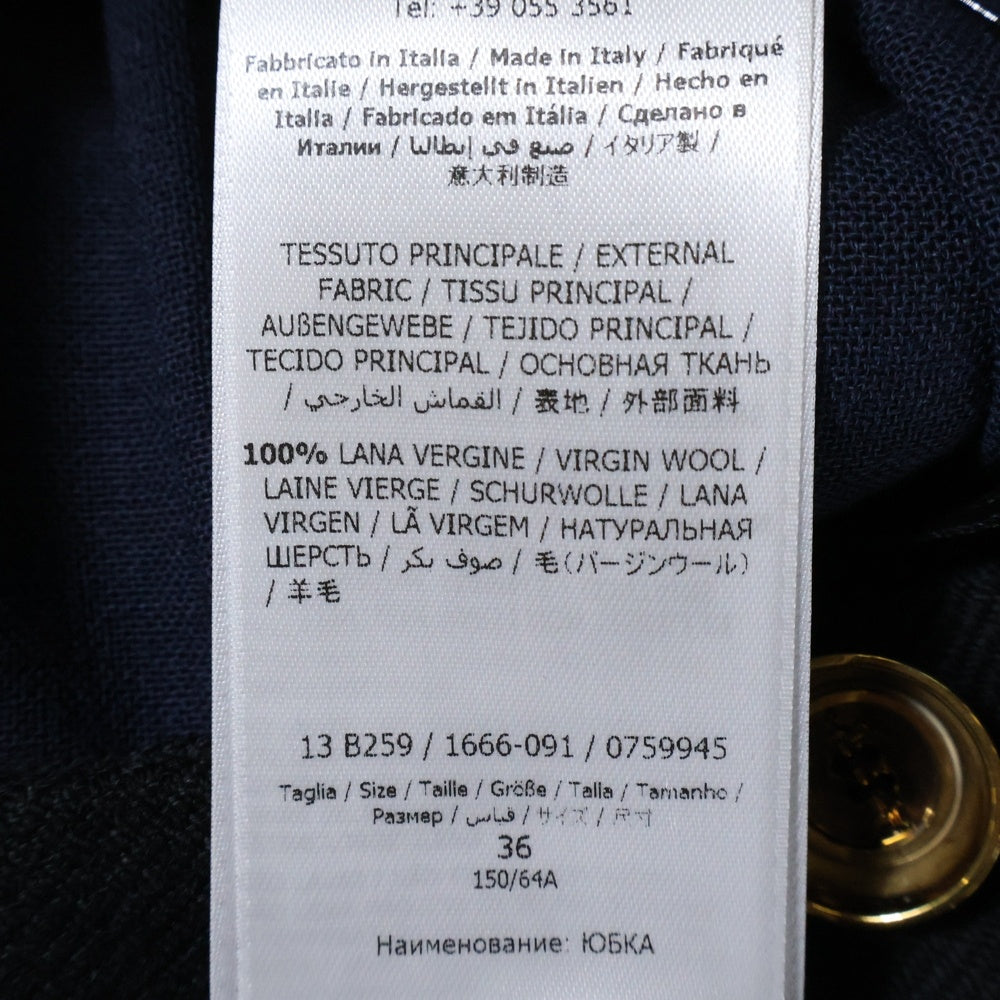 Tel: +39 055 3561
Fabbricato in Italia / Made in Italy / Fabriqué
en Italie / Hergestellt in Italien / Hecho en
Italia / Fabricado em Itália / Сделано в
Италии / صنع في إيطاليا / イタリア製 /
意大利制造
TESSUTO PRINCIPALE / EXTERNAL
FABRIC / TISSU PRINCIPAL /
AUßENGEWEBE / TEJIDO PRINCIPAL /
TECIDO PRINCIPAL / ОСНОВНАЯ ТКАНЬ
/ القماش الخارجي / 表地 / 外部面料
100% LANA VERGINE / VIRGIN WOOL /
LAINE VIERGE / SCHURWOLLE / LANA
VIRGEN / LÃ VIRGEM / НАТУРАЛЬНАЯ
ШЕРСТЬ / صوف بكر / 毛(バージンウール)
/ 羊毛
13 B259 / 1666-091 / 0759945
Taglia / Size / Taille / Größe / Talla / Tamanho /
Размер / قياس / サイズ / 尺寸
36
150/64A
Наименование: ЮБКА